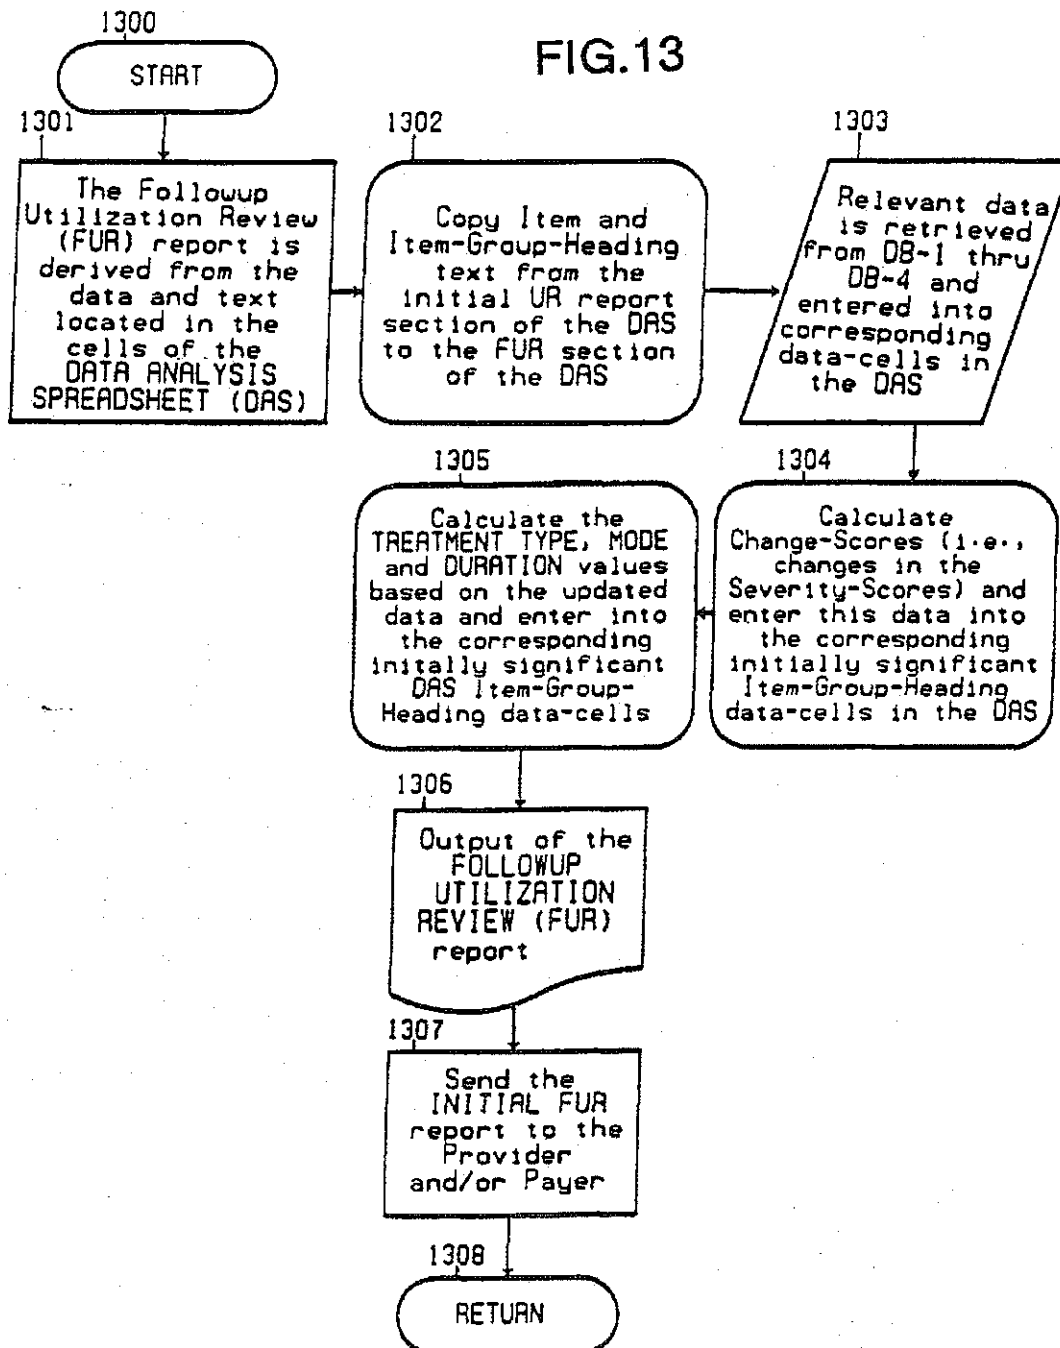 1300
FIG.13
START
1301
The Followup
Utilization Review
(FUR) report is
derived from the
data and text
located in the
cells of the
DATA ANALYSIS
SPREADSHEET (DAS)
1302
Copy Item and
Item-Group-Heading
text from the
initial UR report
section of the DAS
to the FUR section
of the DAS
1303
Relevant data
is retrieved
from DB-1 thru
DB-4 and
entered into
corresponding
data-cells in
the DAS
1304
Calculate
Change-Scores (i.e.,
changes in the
Severity-Scores) and
enter this data into
the corresponding
initially significant
Item-Group-Heading
data-cells in the DAS
1305
Calculate the
TREATMENT TYPE, MODE
and DURATION values
based on the updated
data and enter into
the corresponding
initally significant
DAS Item-Group-
Heading data-cells
1306
Output of the
FOLLOWUP
UTILIZATION
REVIEW (FUR)
report
1307
Send the
INITIAL FUR
report to the
Provider
and/or Payer
1308
RETURN